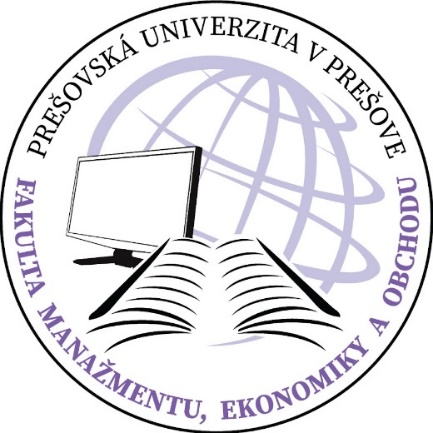 PREŠOVSKÁ UNIVERZITA V PREŠOVE
FAKULTA MANAŽMENTU, EKONOMIKY A OBCHODU